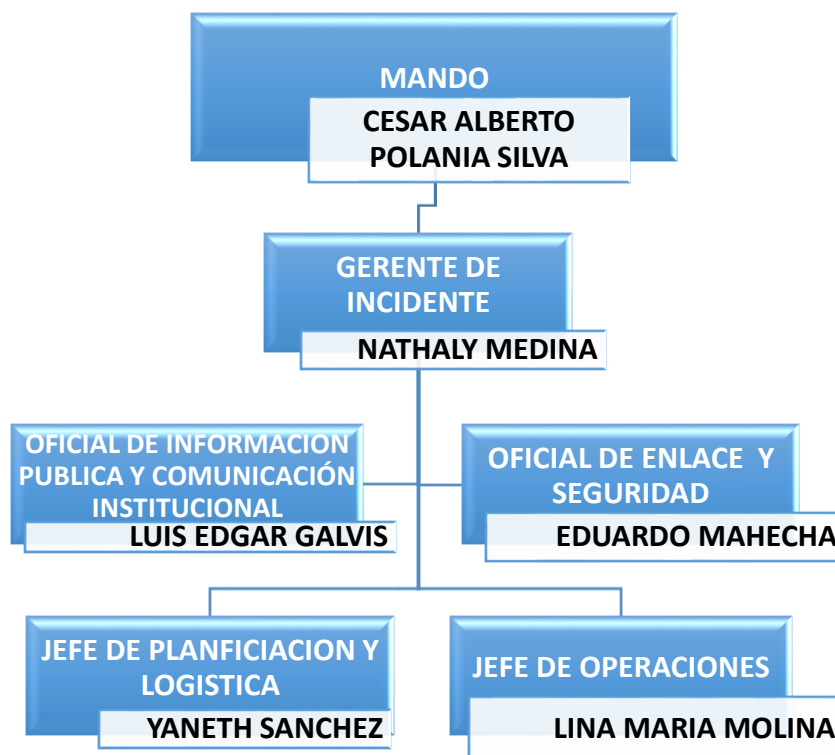 MANDO
CESAR ALBERTO
POLANIA SILVA
GERENTE DE
INCIDENTE
NATHALY MEDINA
OFICIAL DE INFORMACION
PUBLICA Y COMUNICACIÓN
INSTITUCIONAL
LUIS EDGAR GALVIS
OFICIAL DE ENLACE Y
SEGURIDAD
EDUARDO MAHECHA
JEFE DE PLANFICIACION Y
LOGISTICA
YANETH SANCHEZ
JEFE DE OPERACIONES
LINA MARIA MOLINA